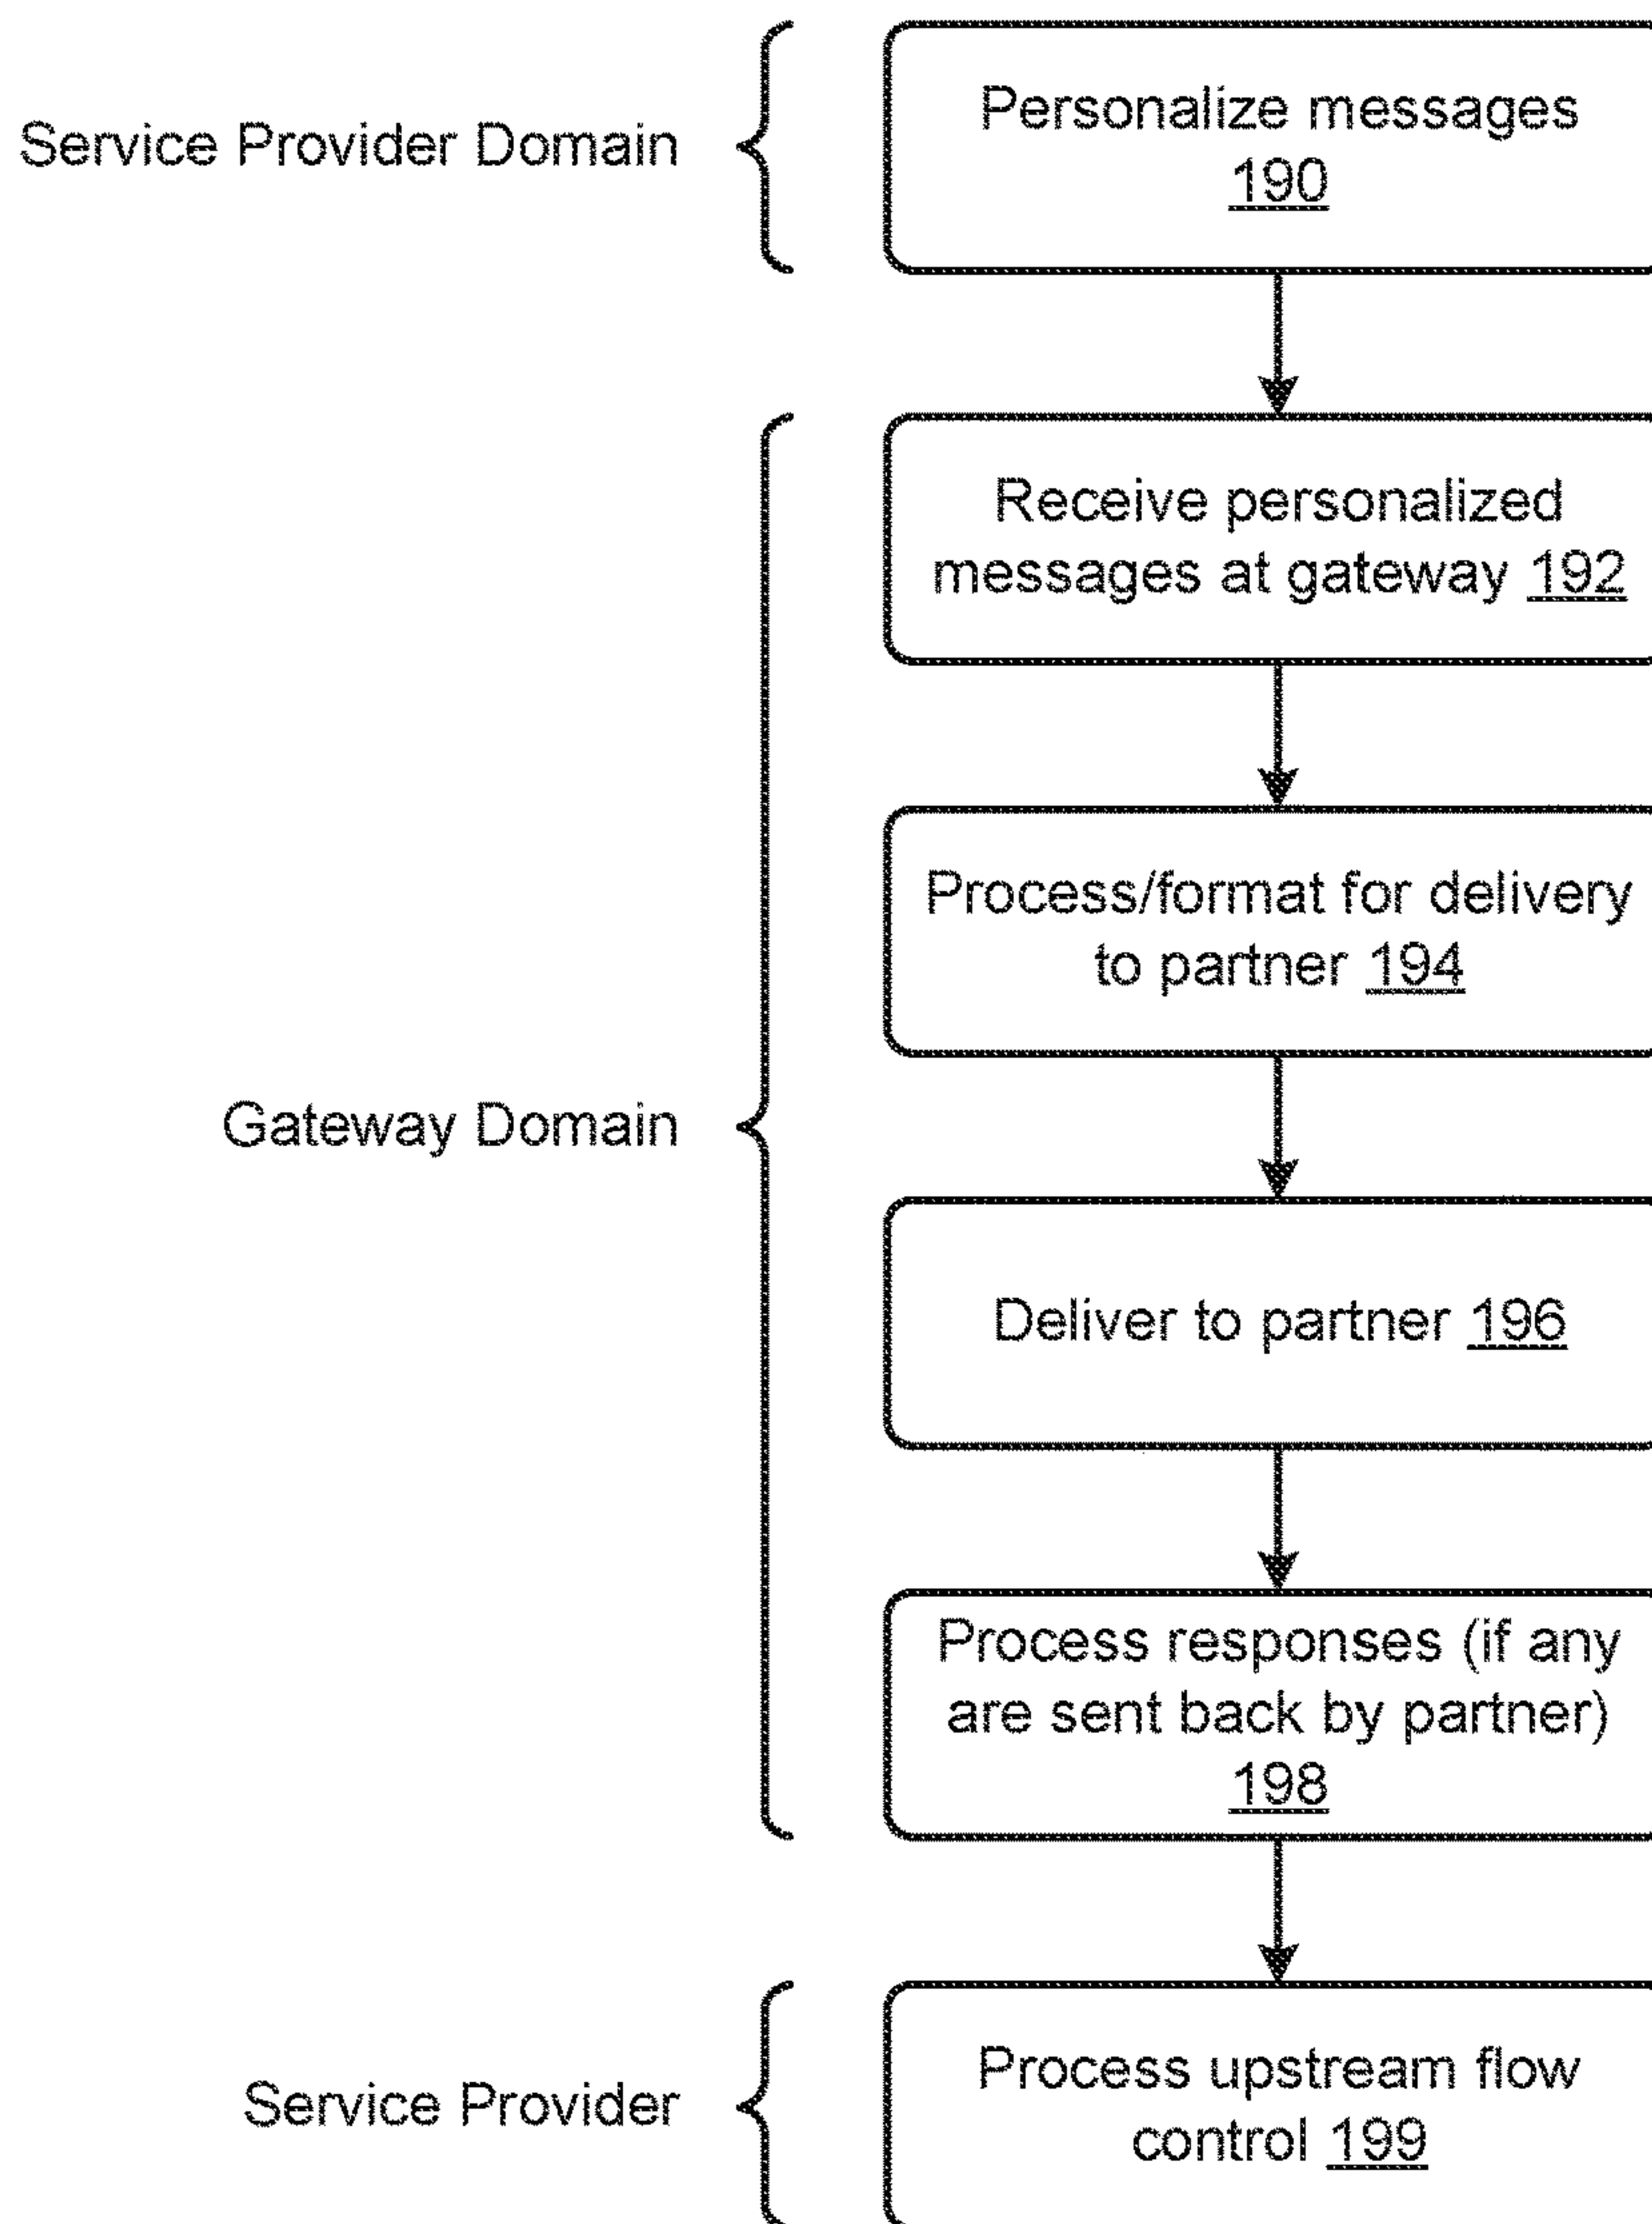 Service Provider Domain
Personalize messages
190
Receive personalized
messages at gateway 192
Process/format for delivery
to partner 194
Gateway Domain
Deliver to partner 196
Process responses (if any
are sent back by partner)
198
Service Provider
Process upstream flow
control 199